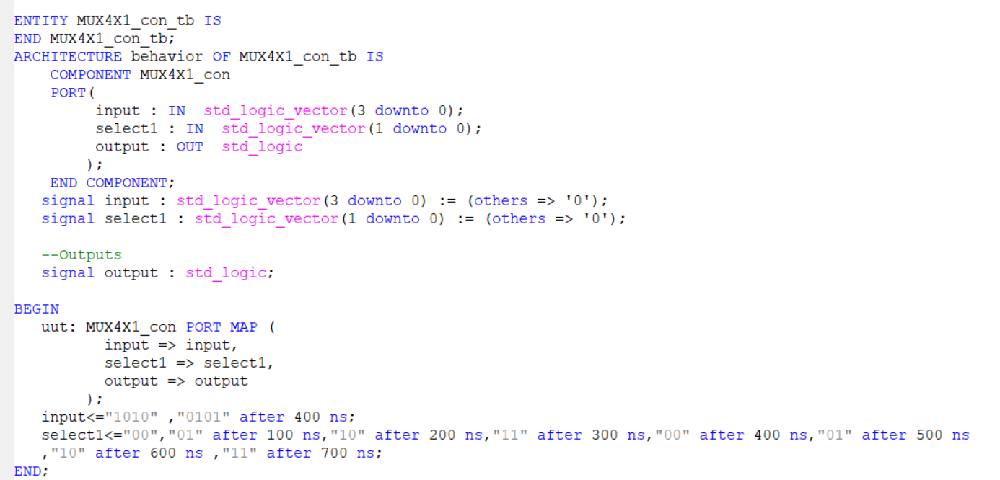 ENTITY MUX4X1_con_tb IS
END MUX4X1_con_tb;
ARCHITECTURE behavior OF MUX4X1_con_tb IS
    COMPONENT MUX4X1_con
    PORT(
         input : IN  std_logic_vector(3 downto 0);
         select1 : IN  std_logic_vector(1 downto 0);
         output : OUT  std_logic
        );
    END COMPONENT;
   signal input : std_logic_vector(3 downto 0) := (others => '0');
   signal select1 : std_logic_vector(1 downto 0) := (others => '0');
   --Outputs
   signal output : std_logic;
BEGIN
   uut: MUX4X1_con PORT MAP (
          input => input,
          select1 => select1,
          output => output
        );
   input<="1010" ,"0101" after 400 ns;
   select1<="00","01" after 100 ns,"10" after 200 ns,"11" after 300 ns,"00" after 400 ns,"01" after 500 ns
   ,"10" after 600 ns ,"11" after 700 ns;
END;